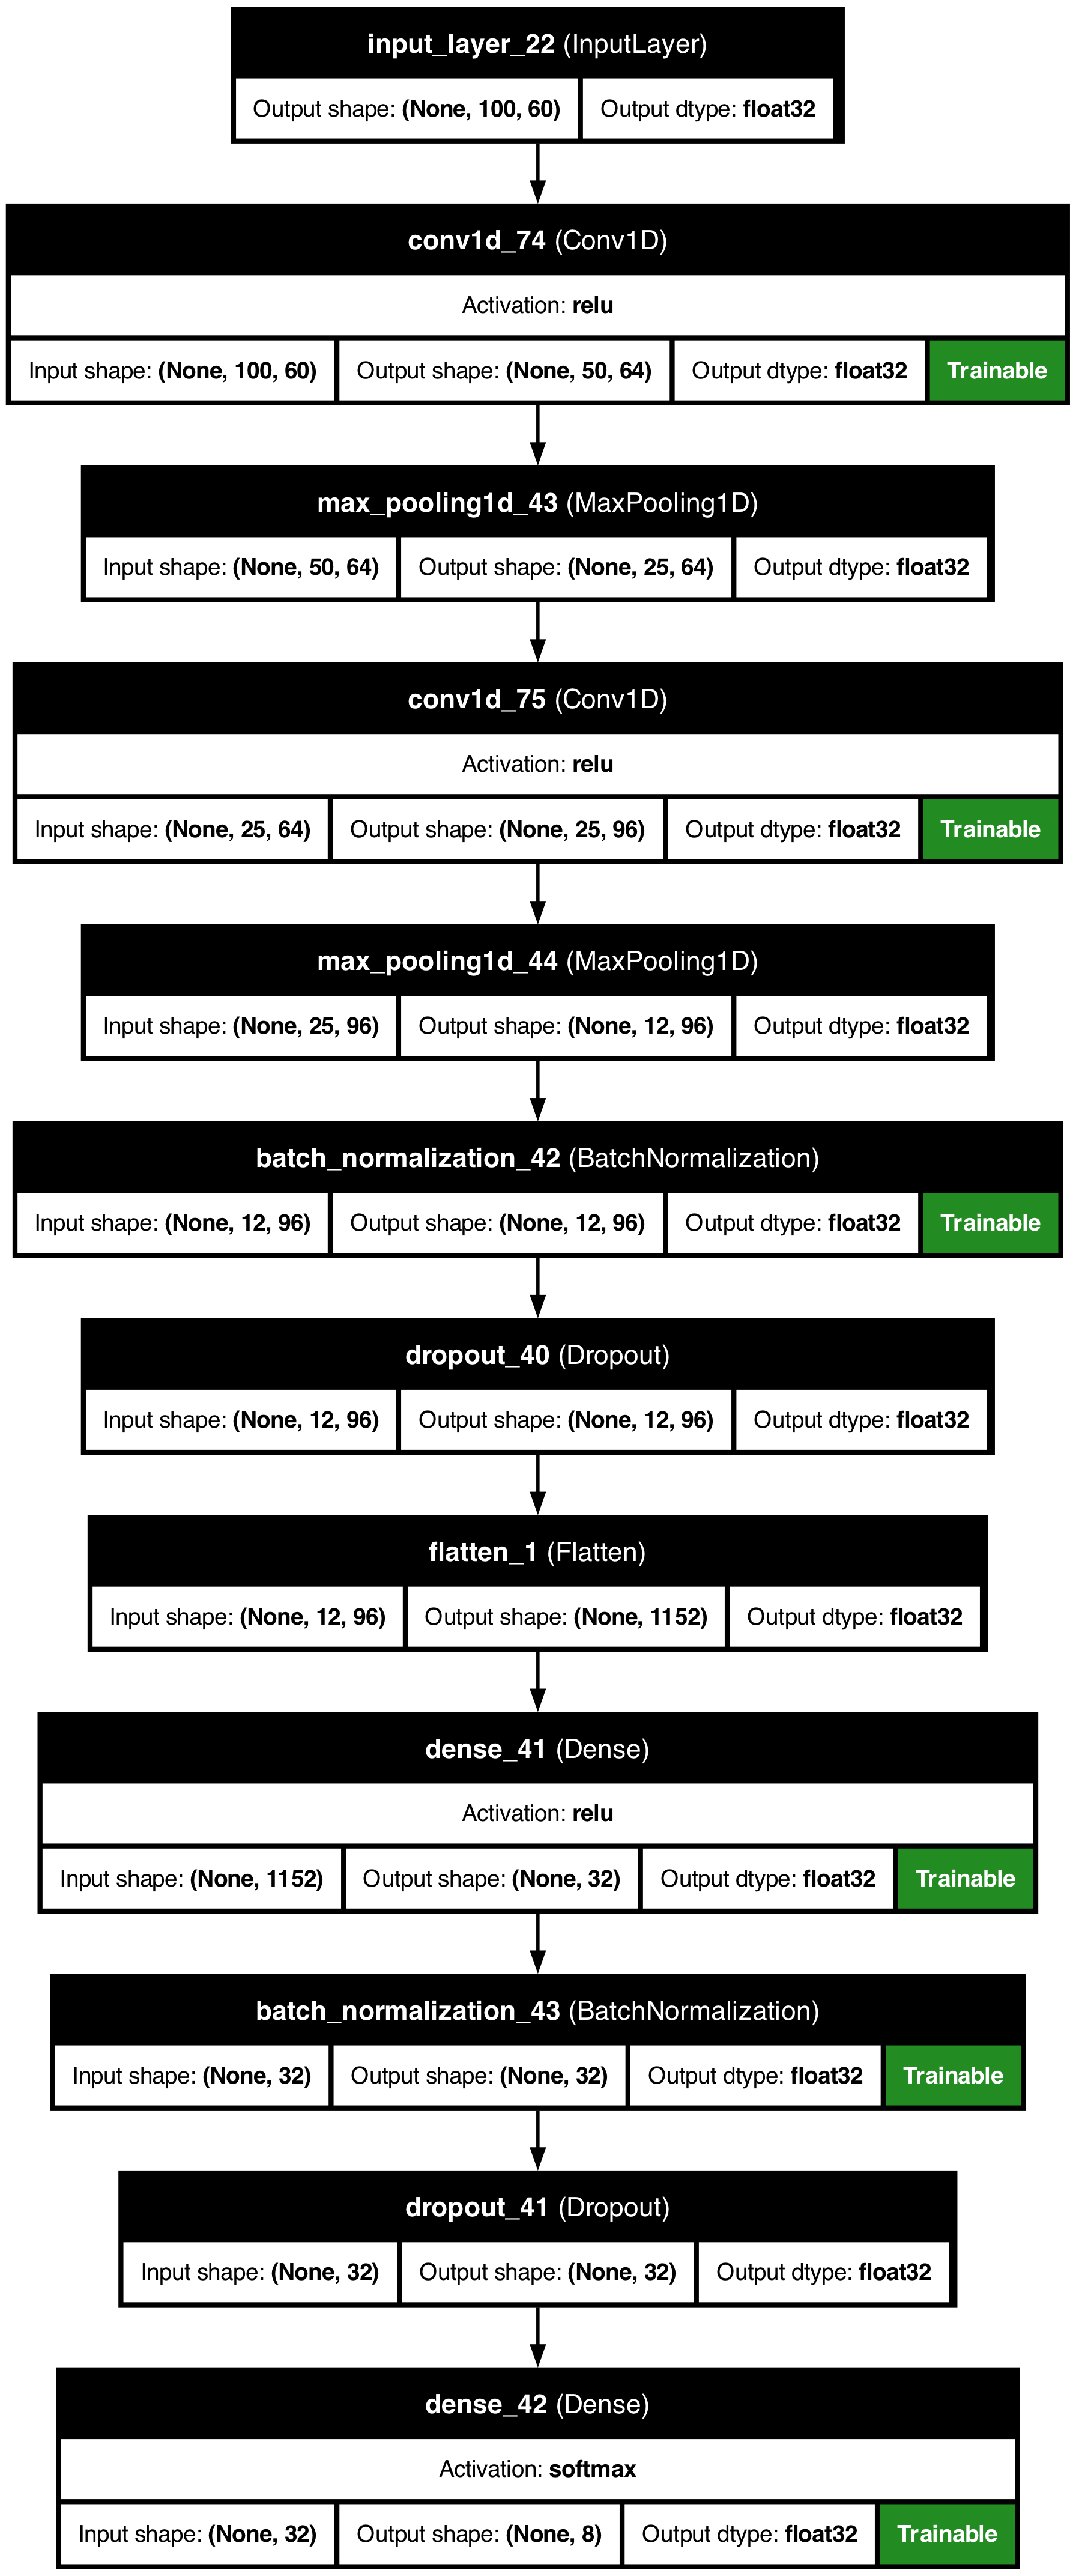 input_layer_22 (InputLayer)
Output shape: (None, 100, 60) Output dtype: float32
conv1d_74 (Conv1D)
Activation: relu
Input shape: (None, 100, 60) Output shape: (None, 50, 64) Output dtype: float32 Trainable
max_pooling1d_43 (MaxPooling1D)
Input shape: (None, 50, 64) Output shape: (None, 25, 64) Output dtype: float32
conv1d_75 (Conv1D)
Activation: relu
Input shape: (None, 25, 64) Output shape: (None, 25, 96) Output dtype: float32 Trainable
max_pooling1d_44 (MaxPooling1D)
Input shape: (None, 25, 96) Output shape: (None, 12, 96) Output dtype: float32
batch_normalization_42 (BatchNormalization)
Input shape: (None, 12, 96) Output shape: (None, 12, 96) Output dtype: float32 Trainable
dropout_40 (Dropout)
Input shape: (None, 12, 96) Output shape: (None, 12, 96) Output dtype: float32
flatten_1 (Flatten)
Input shape: (None, 12, 96) Output shape: (None, 1152) Output dtype: float32
dense_41 (Dense)
Activation: relu
Input shape: (None, 1152) Output shape: (None, 32) Output dtype: float32 Trainable
batch_normalization_43 (BatchNormalization)
Input shape: (None, 32) Output shape: (None, 32) Output dtype: float32 Trainable
dropout_41 (Dropout)
Input shape: (None, 32) Output shape: (None, 32) Output dtype: float32
dense_42 (Dense)
Activation: softmax
Input shape: (None, 32) Output shape: (None, 8) Output dtype: float32 Trainable